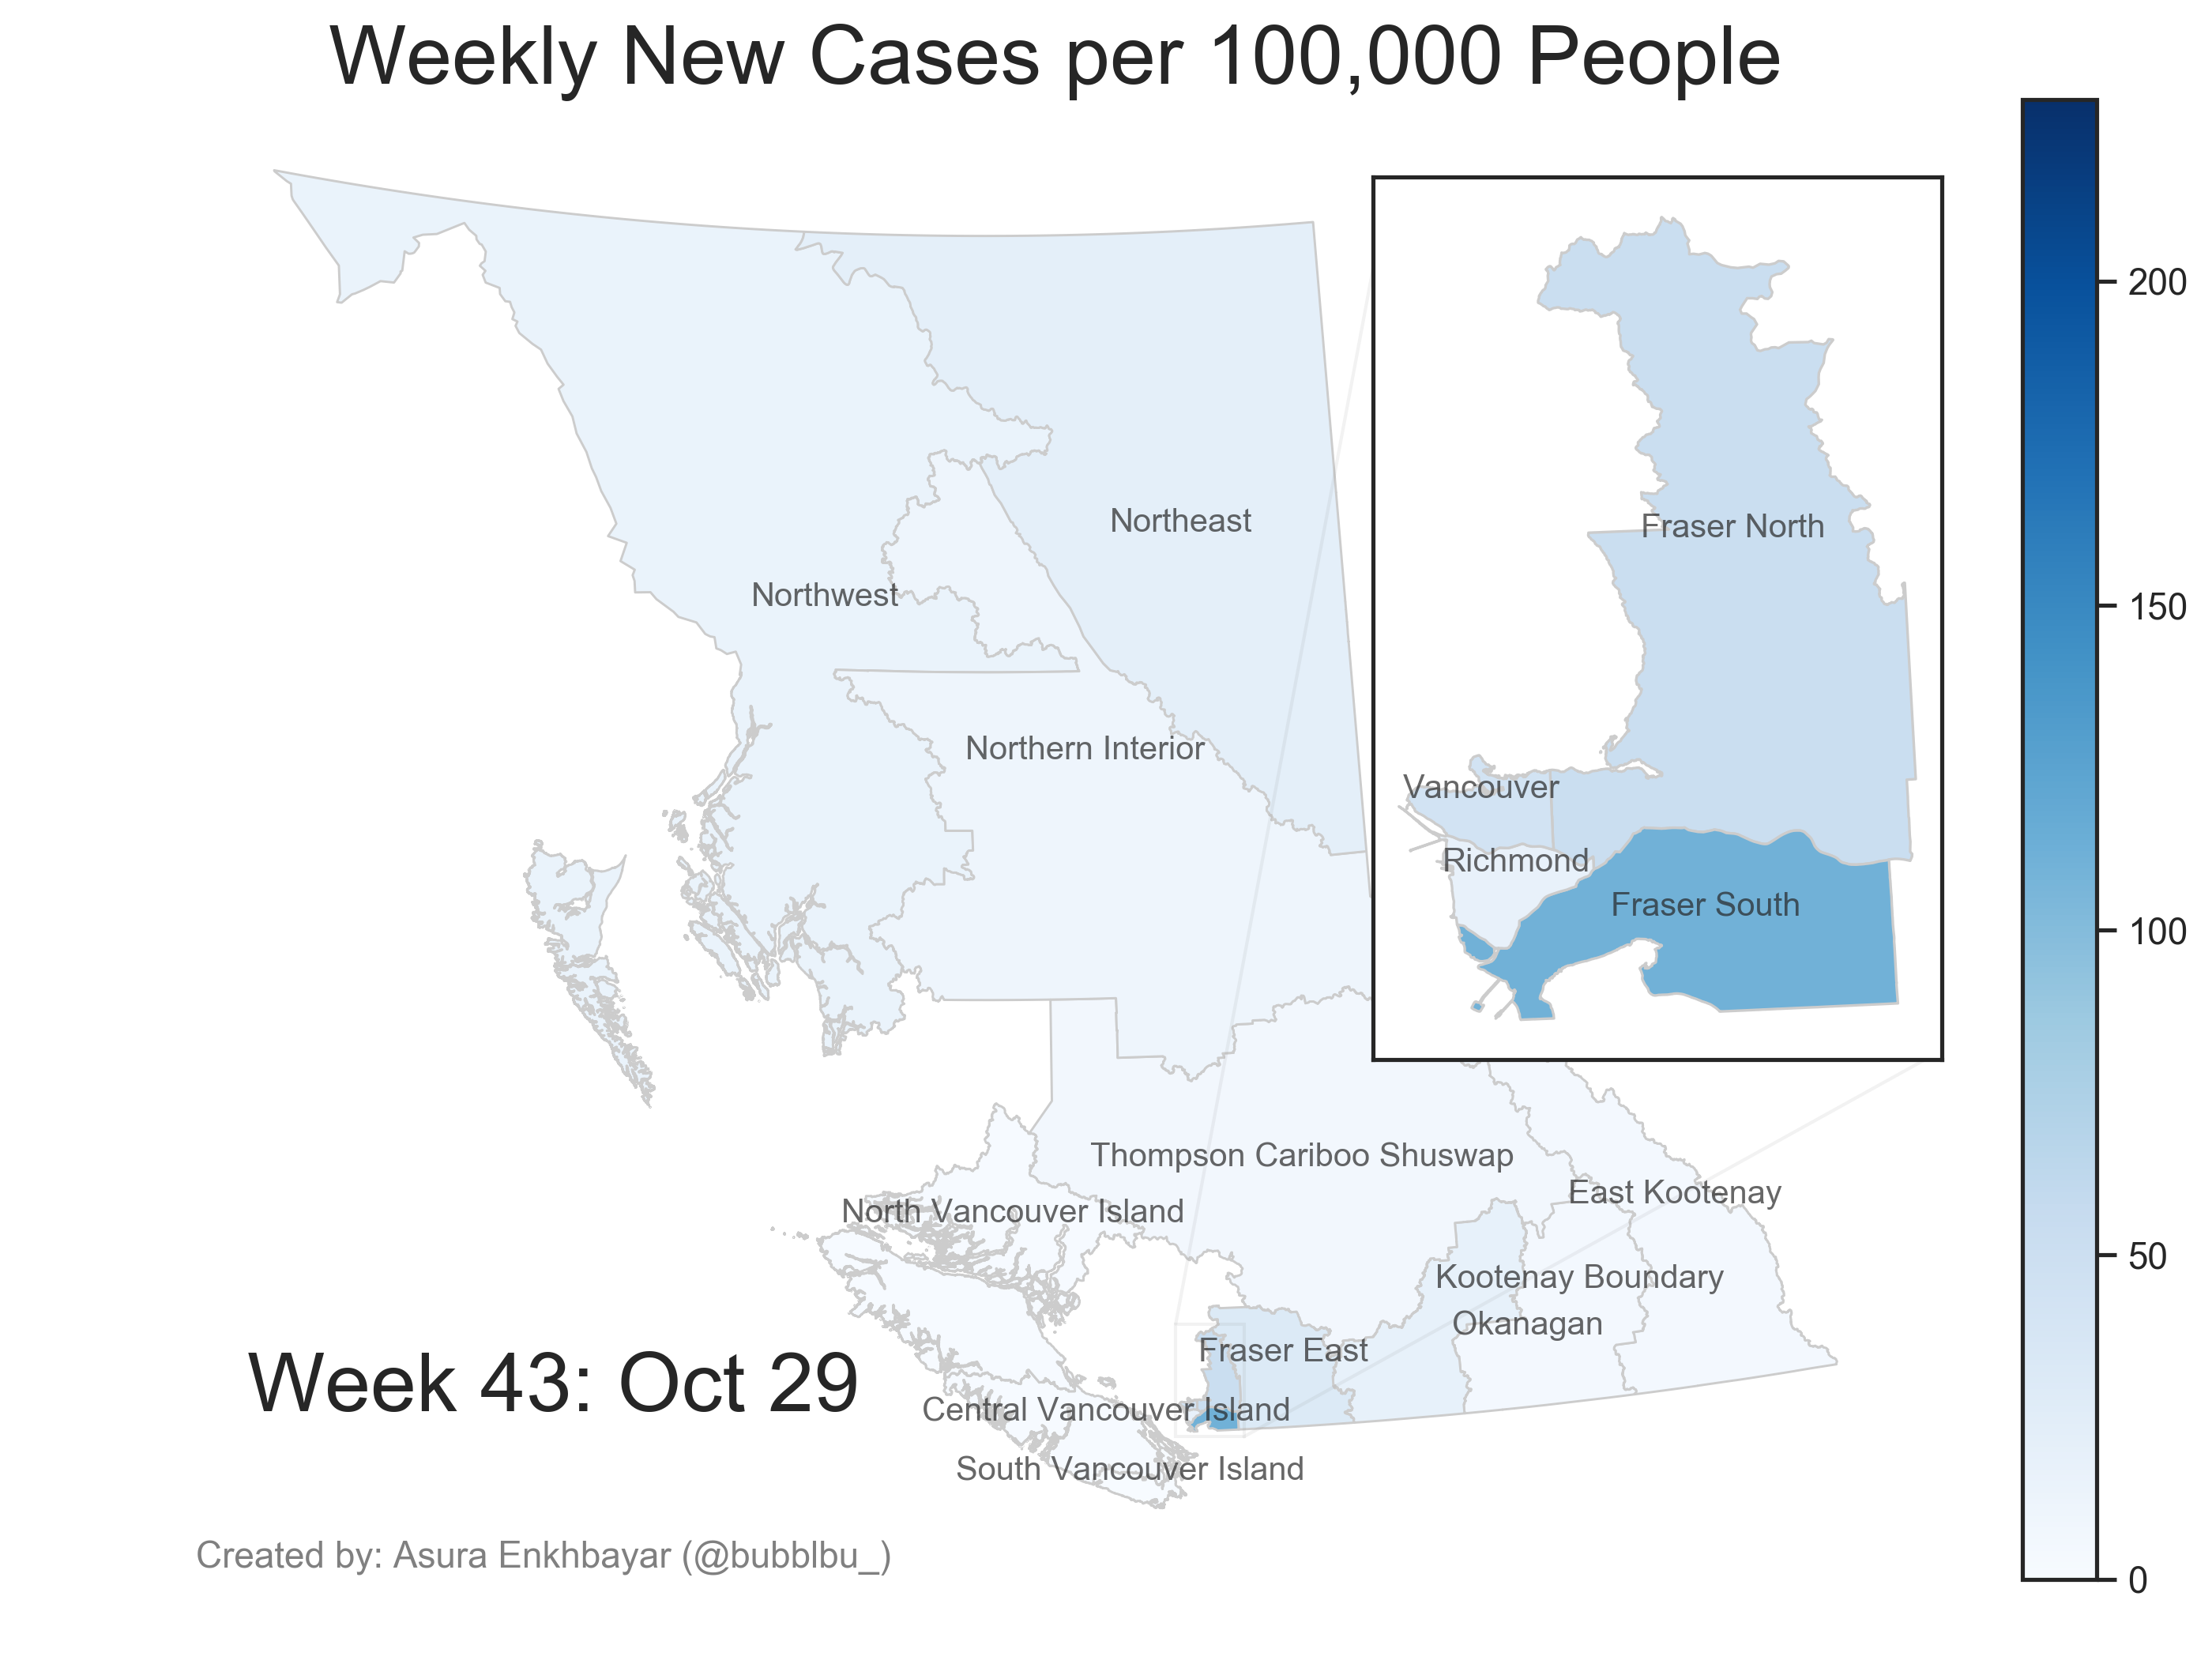 Weekly New Cases per 100,000 People
200
150
100
50
0
Fraser North
Vancouver
Richmond
Fraser South
Northeast
Northwest
Northern Interior
Thompson Cariboo Shuswap
East Kootenay
North Vancouver Island
Kootenay Boundary
Okanagan
Fraser East
Central Vancouver Island
South Vancouver Island
Week 43: Oct 29
Created by: Asura Enkhbayar (@bubblbu_)